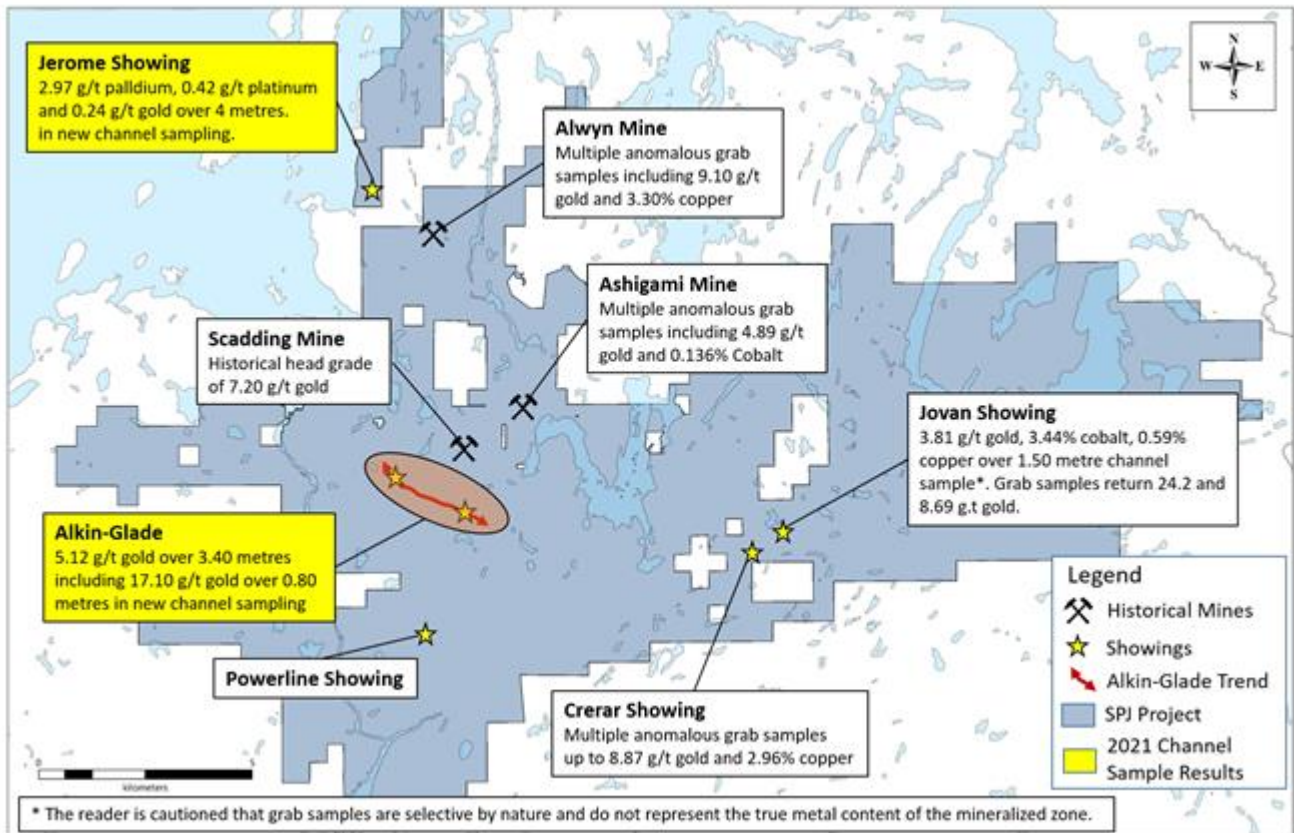 Jerome Showing
2.97 g/t palldium, 0.42 g/t platinum
and 0.24 g/t gold over 4 metres.
in new channel sampling.
N
W E
S
Alwyn Mine
Multiple anomalous grab
samples including 9.10 g/t
gold and 3.30% copper
Ashigami Mine
Multiple anomalous grab
samples including 4.89 g/t
gold and 0.136% Cobalt
Scadding Mine
Historical head grade
of 7.20 g/t gold
Jovan Showing
3.81 g/t gold, 3.44% cobalt, 0.59%
copper over 1.50 metre channel
sample*. Grab samples return 24.2 and
8.69 g.t gold.
Alkin-Glade
5.12 g/t gold over 3.40 metres
including 17.10 g/t gold over 0.80
metres in new channel sampling
Powerline Showing
Crerar Showing
Multiple anomalous grab samples
up to 8.87 g/t gold and 2.96% copper
Legend
Historical Mines
Showings
Alkin-Glade Trend
SPJ Project
2021 Channel
Sample Results
0 5
kilometers
* The reader is cautioned that grab samples are selective by nature and do not represent the true metal content of the mineralized zone.